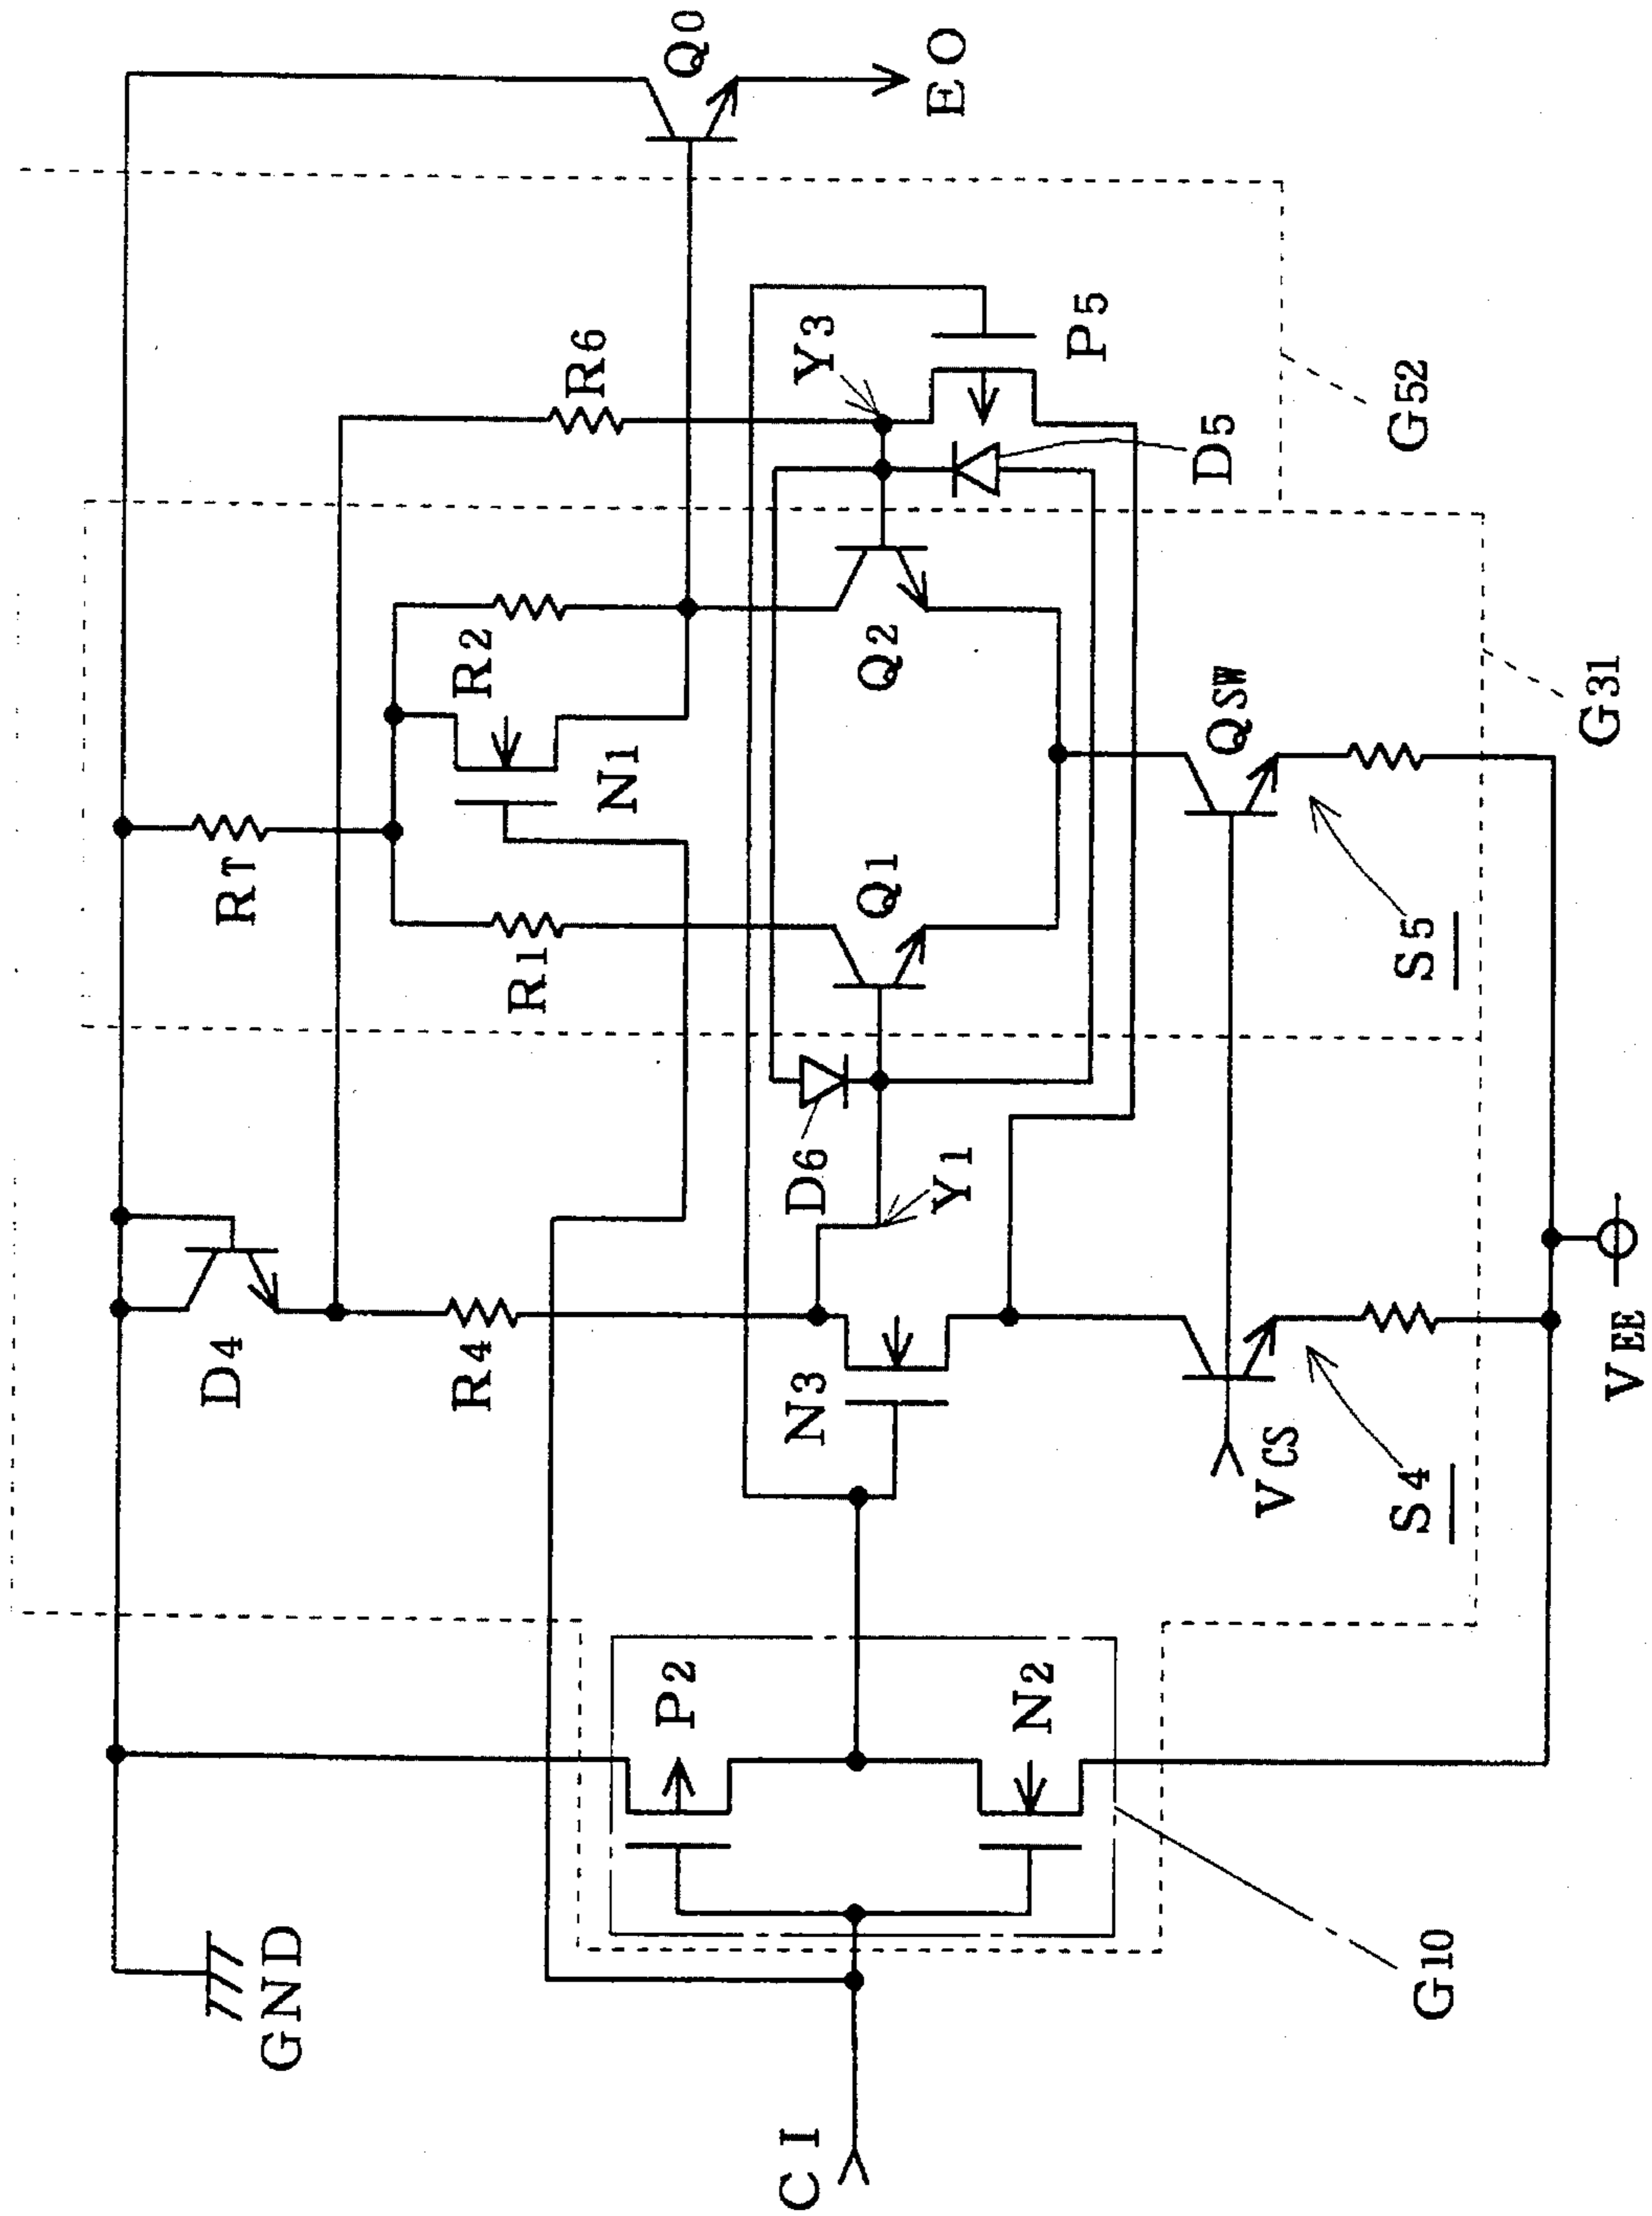 Q0
EO
R6
Y3
P5
G52
D5
R2
Q2
N1
QSW
G31
RT
Q1
R1
S5
D6
Y1
D4
R4
N3
VCS
S4
VEE
P2
N2
GND
G10
CI